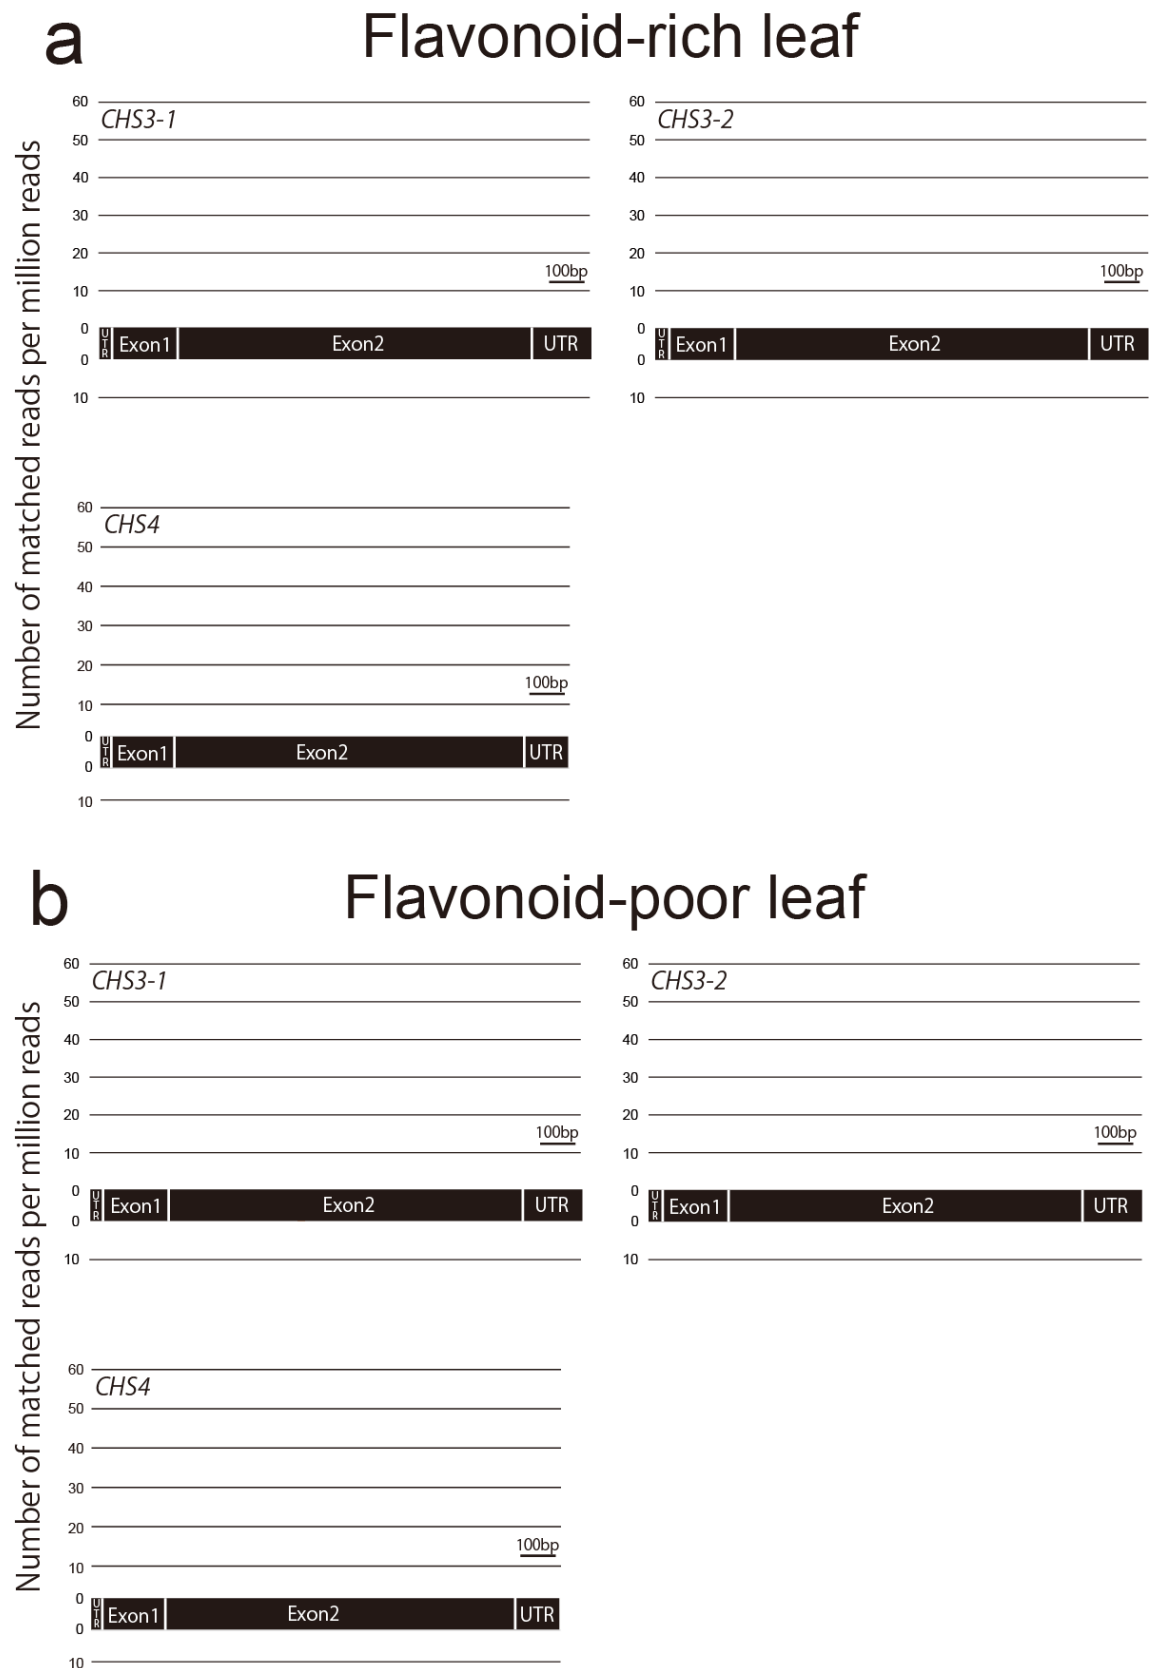 a
Flavonoid-rich leaf
Number of matched reads per million reads
60
CHS3-1
50
40
30
20
100bp
10
0
UTR Exon1 Exon2 UTR
0
10
60
CHS3-2
50
40
30
20
100bp
10
0
UTR Exon1 Exon2 UTR
0
10
60
CHS4
50
40
30
20
100bp
10
0
UTR Exon1 Exon2 UTR
0
10
b
Flavonoid-poor leaf
Number of matched reads per million reads
60
CHS3-1
50
40
30
20
100bp
10
0
UTR Exon1 Exon2 UTR
0
10
60
CHS3-2
50
40
30
20
100bp
10
0
UTR Exon1 Exon2 UTR
0
10
60
CHS4
50
40
30
20
100bp
10
0
UTR Exon1 Exon2 UTR
0
10